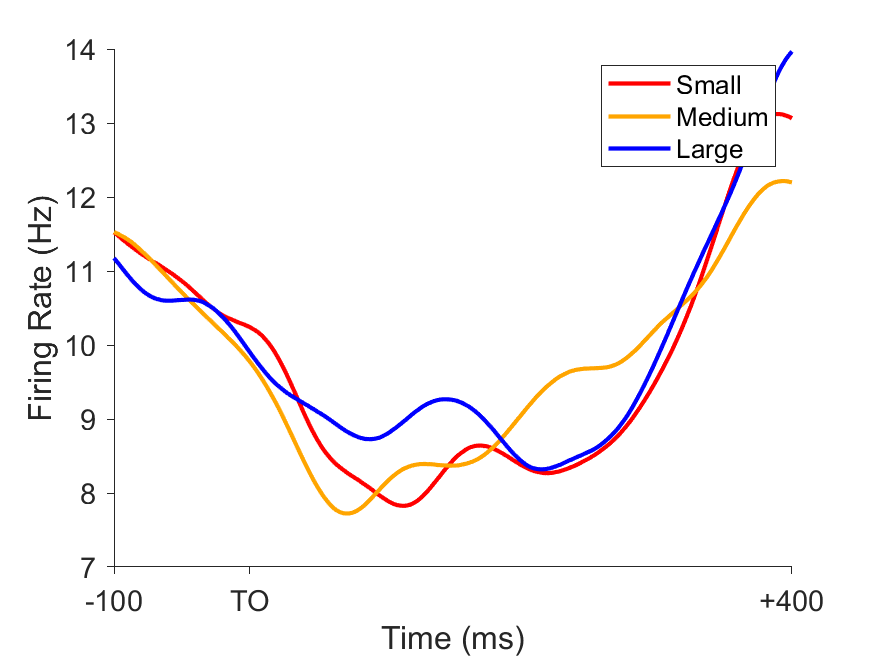 14
13
12
11
10
9
8
7
Firing Rate (Hz)
Small
Medium
Large
-100
TO
+400
Time (ms)